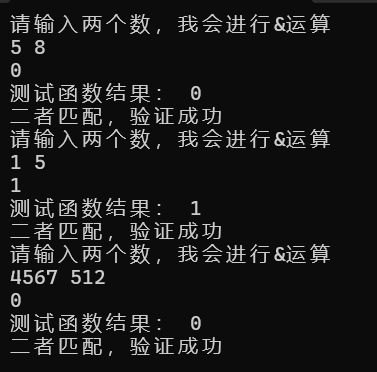 请输入两个数，我会进行&运算
5 8
0
测试函数结果： 0
二者匹配，验证成功
请输入两个数，我会进行&运算
1 5
1
测试函数结果： 1
二者匹配，验证成功
请输入两个数，我会进行&运算
4567 512
0
测试函数结果： 0
二者匹配，验证成功